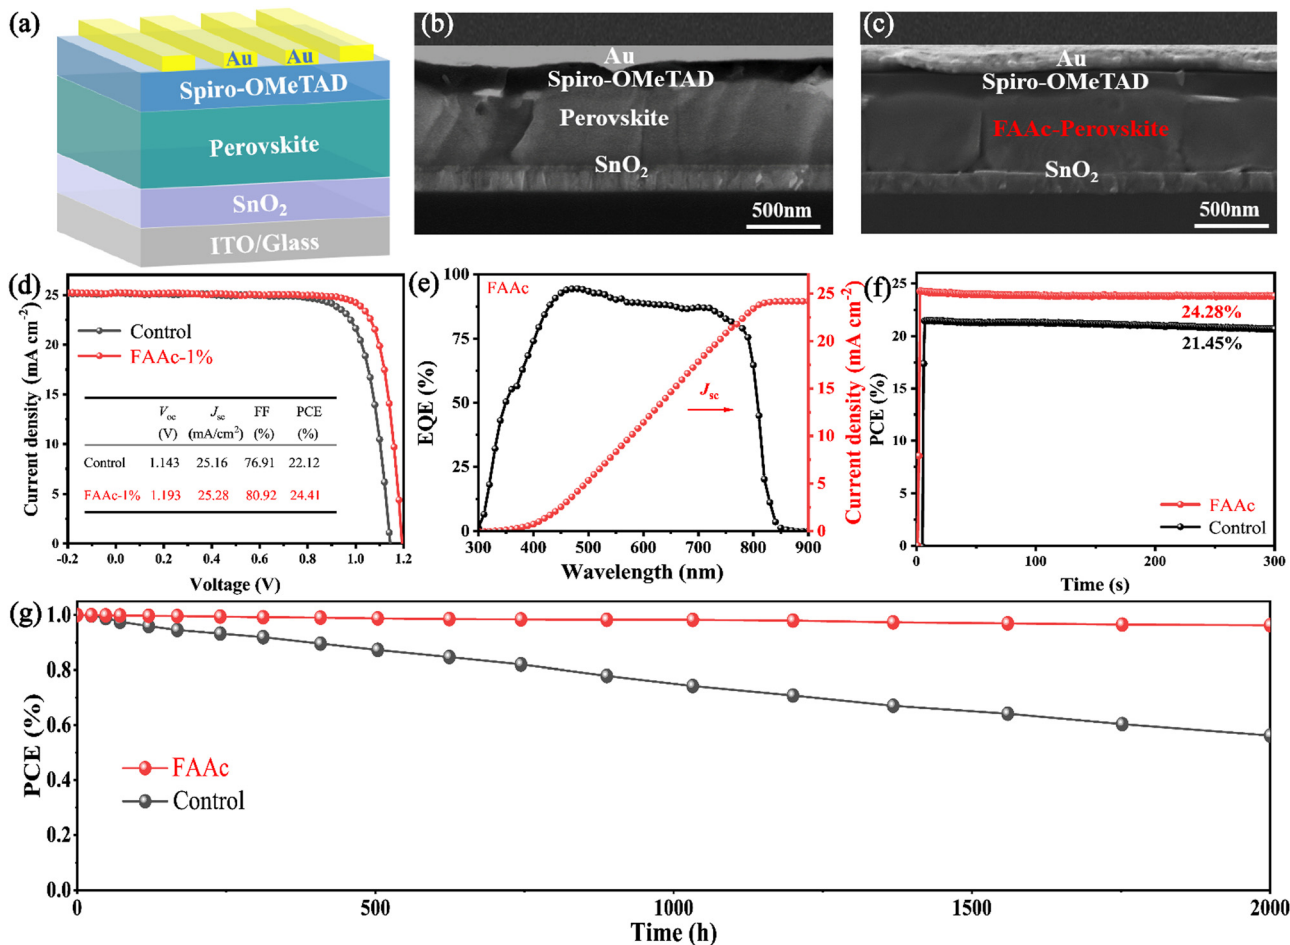 (a)
Au Au
Spiro-OMeTAD
Perovskite
SnO2
ITO/Glass
(b)
Au
Spiro-OMeTAD
Perovskite
SnO2
500nm
(c)
Au
Spiro-OMeTAD
FAAc-Perovskite
SnO2
500nm
(d)
Current density (mA cm-2)
30
25
20
15
10
5
0
Control
FAAc-1%
Voc Jsc FF PCE
(V) (mA/cm2) (%) (%)
Control 1.143 25.16 76.91 22.12
FAAc-1% 1.193 25.28 80.92 24.41
-0.2 0.0 0.2 0.4 0.6 0.8 1.0 1.2
Voltage (V)
(e)
EQE (%)
100
75
50
25
0
FAAc
Jsc
25
20
15
10
5
0
Current density (mA cm-2)
300 400 500 600 700 800 900
Wavelength (nm)
(f)
PCE (%)
25
20
15
10
5
0
24.28%
21.45%
FAAc
Control
0 100 200 300
Time (s)
(g)
PCE (%)
1.0
0.8
0.6
0.4
0.2
0.0
FAAc
Control
0 500 1000 1500 2000
Time (h)